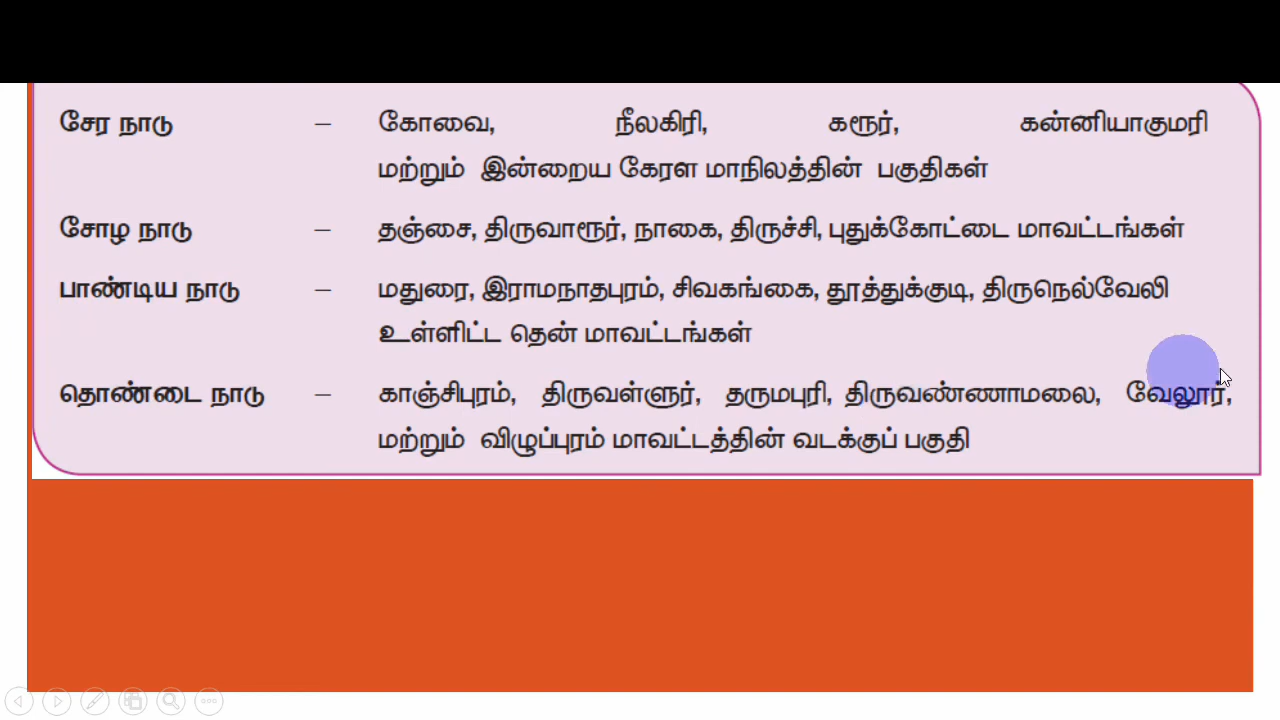 சேர நாடு – கோவை, நீலகிரி, கரூர், கன்னியாகுமரி
மற்றும் இன்றைய கேரள மாநிலத்தின் பகுதிகள்
சோழ நாடு – தஞ்சை, திருவாரூர், நாகை, திருச்சி, புதுக்கோட்டை மாவட்டங்கள்
பாண்டிய நாடு – மதுரை, இராமநாதபுரம், சிவகங்கை, தூத்துக்குடி, திருநெல்வேலி
உள்ளிட்ட தென் மாவட்டங்கள்
தொண்டை நாடு – காஞ்சிபுரம், திருவள்ளுர், தருமபுரி, திருவண்ணாமலை, வேலூர்,
மற்றும் விழுப்புரம் மாவட்டத்தின் வடக்குப் பகுதி